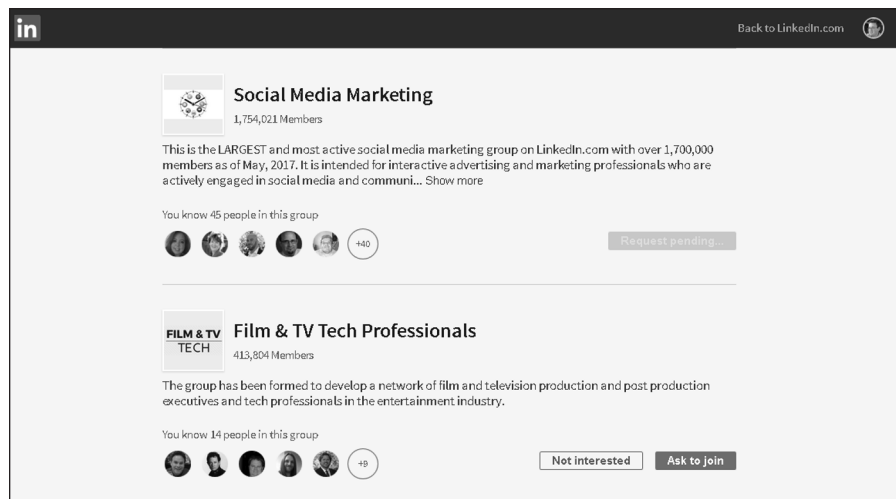 in
Back to LinkedIn.com
Social Media Marketing
1,754,021 Members
This is the LARGEST and most active social media marketing group on LinkedIn.com with over 1,700,000
members as of May, 2017. It is intended for interactive advertising and marketing professionals who are
actively engaged in social media and communi... Show more
You know 45 people in this group
+40
Request pending...
FILM & TV
TECH
Film & TV Tech Professionals
413,804 Members
The group has been formed to develop a network of film and television production and post production
executives and tech professionals in the entertainment industry.
You know 14 people in this group
+9
Not interested
Ask to join